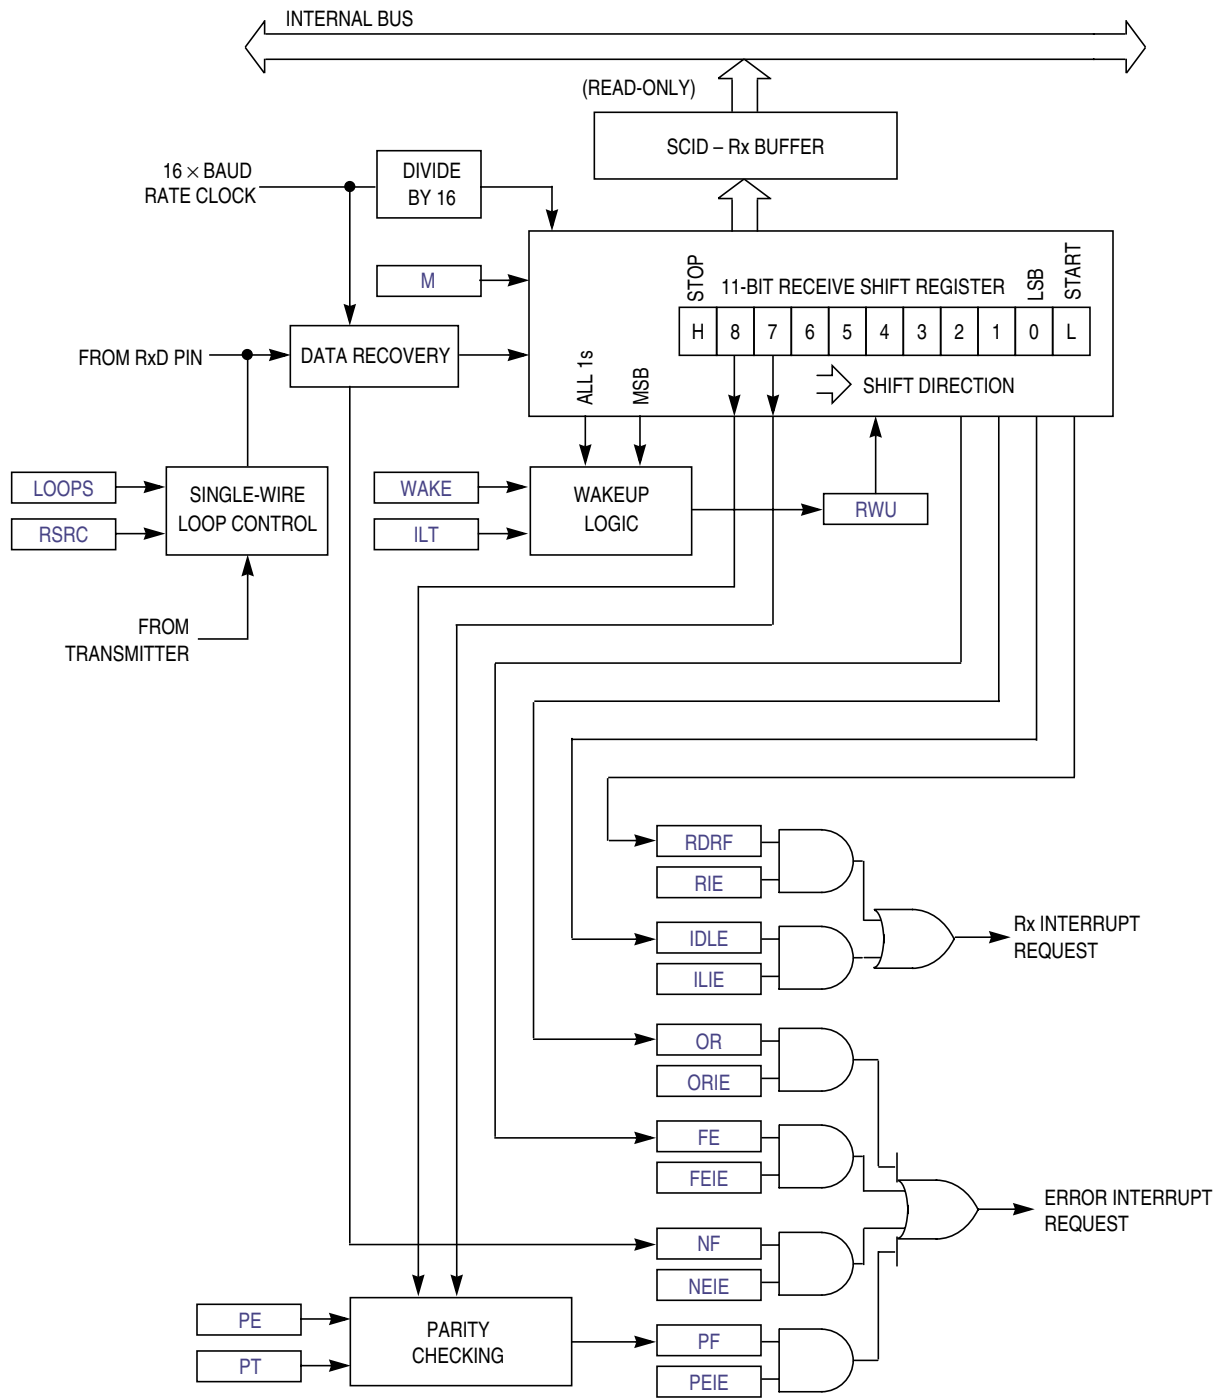 INTERNAL BUS
(READ-ONLY)
SCID – Rx BUFFER
16 × BAUD
RATE CLOCK
DIVIDE
BY 16
M
STOP
11-BIT RECEIVE SHIFT REGISTER
LSB
START
H 8 7 6 5 4 3 2 1 0 L
FROM RxD PIN
DATA RECOVERY
ALL 1s
MSB
SHIFT DIRECTION
LOOPS
RSRC
SINGLE-WIRE
LOOP CONTROL
WAKE
ILT
WAKEUP
LOGIC
RWU
FROM
TRANSMITTER
RDRF
RIE
IDLE
ILIE
Rx INTERRUPT
REQUEST
OR
ORIE
FE
FEIE
ERROR INTERRUPT
REQUEST
NF
NEIE
PE
PT
PARITY
CHECKING
PF
PEIE